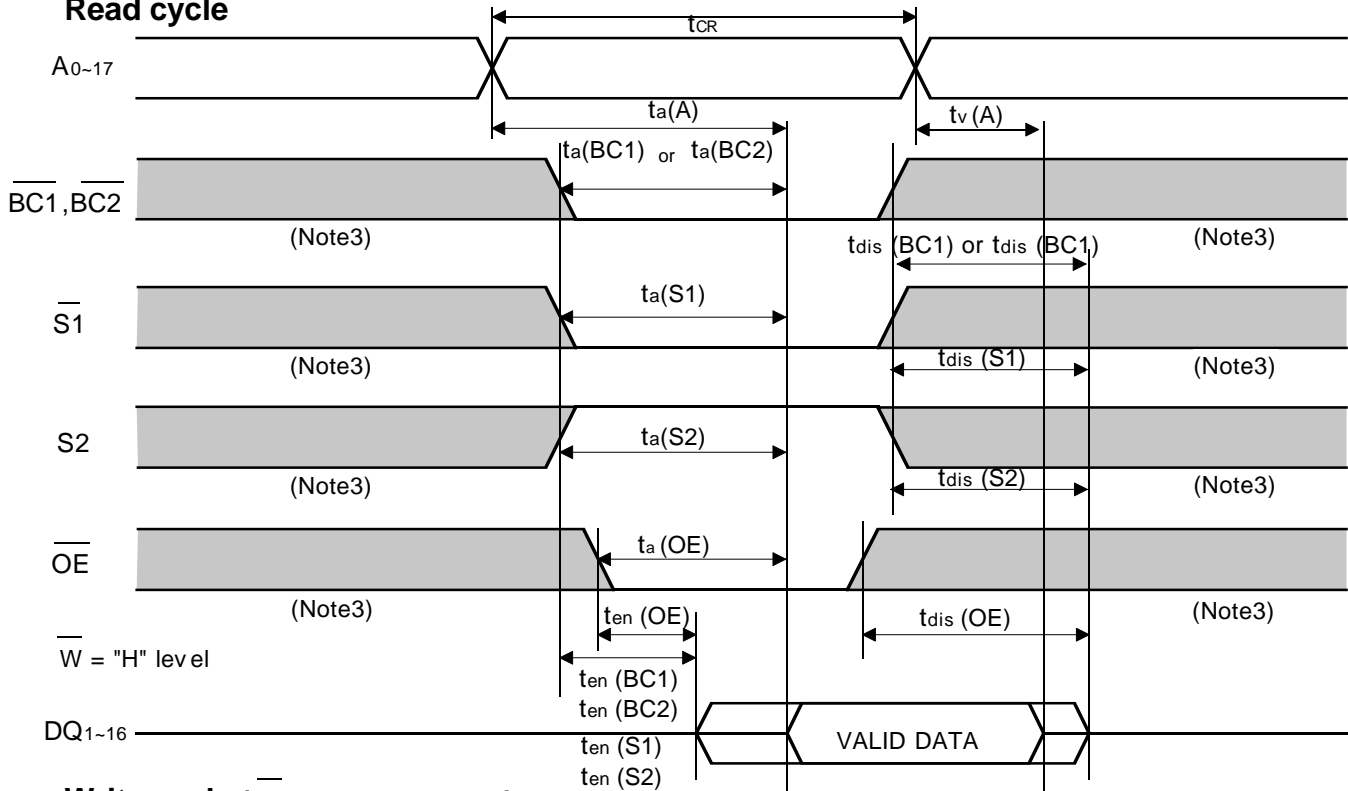 Read cycle
tCR
A0~17
ta(A)
tv (A)
ta(BC1) or ta(BC2)
BC1,BC2
(Note3)
(Note3)
tdis (BC1) or tdis (BC1)
S1
ta(S1)
(Note3)
tdis (S1)
(Note3)
S2
ta(S2)
(Note3)
tdis (S2)
(Note3)
OE
ta (OE)
(Note3)
ten (OE)
tdis (OE)
(Note3)
W = "H" level
ten (BC1)
ten (BC2)
DQ1~16
VALID DATA
ten (S1)
ten (S2)